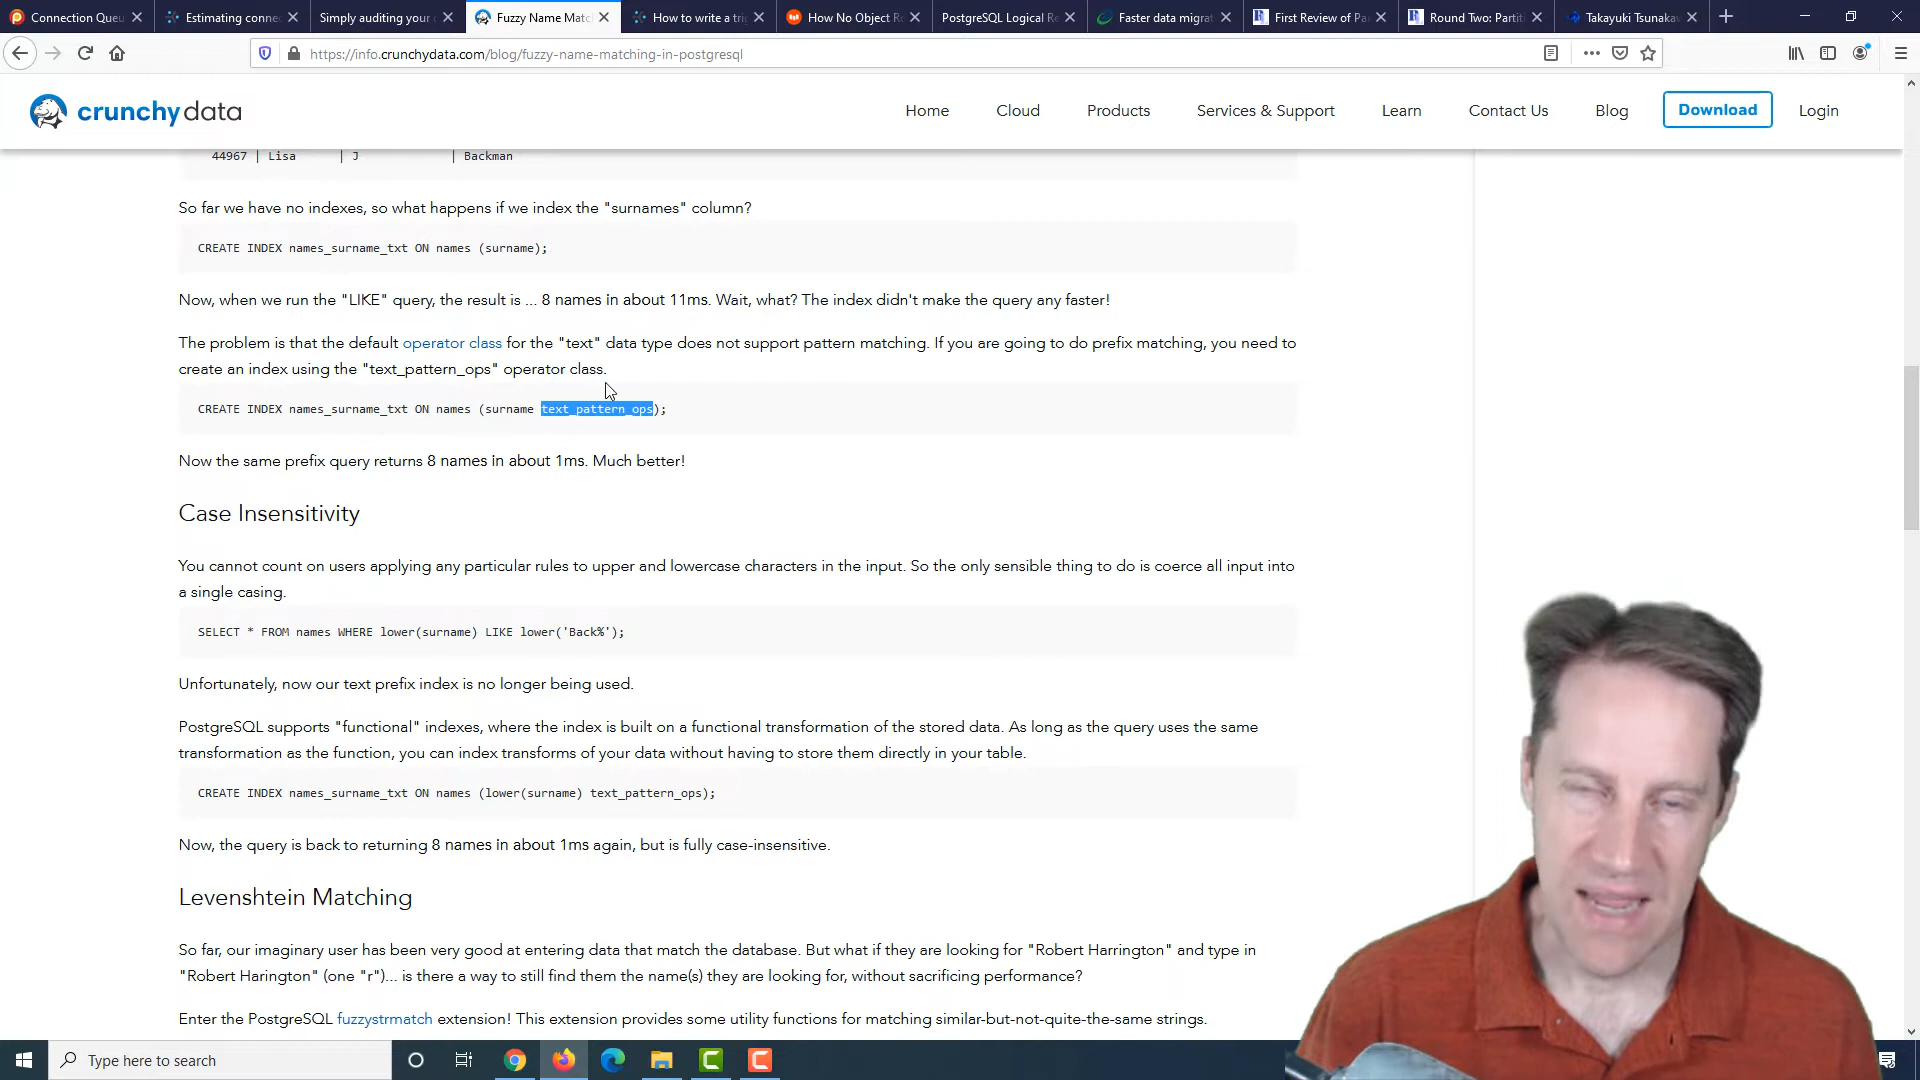 Connection Queu
Estimating conne
Simply auditing your
Fuzzy Name Matc
How to write a tri
How No Object R
PostgreSQL Logical Re
Faster data migrat
First Review of Pa
Round Two: Partiti
Takayuki Tsunaka
https://info.crunchydata.com/blog/fuzzy-name-matching-in-postgresql
crunchydata
Home
Cloud
Products
Services & Support
Learn
Contact Us
Blog
Download
Login
44967 | Lisa | J | Backman
So far we have no indexes, so what happens if we index the "surnames" column?
CREATE INDEX names_surname_txt ON names (surname);
Now, when we run the "LIKE" query, the result is ... 8 names in about 11ms. Wait, what? The index didn't make the query any faster!
The problem is that the default operator class for the "text" data type does not support pattern matching. If you are going to do prefix matching, you need to
create an index using the "text_pattern_ops" operator class.
CREATE INDEX names_surname_txt ON names (surname text_pattern_ops);
Now the same prefix query returns 8 names in about 1ms. Much better!
Case Insensitivity
You cannot count on users applying any particular rules to upper and lowercase characters in the input. So the only sensible thing to do is coerce all input into
a single casing.
SELECT * FROM names WHERE lower(surname) LIKE lower('Back%');
Unfortunately, now our text prefix index is no longer being used.
PostgreSQL supports "functional" indexes, where the index is built on a functional transformation of the stored data. As long as the query uses the same
transformation as the function, you can index transforms of your data without having to store them directly in your table.
CREATE INDEX names_surname_txt ON names (lower(surname) text_pattern_ops);
Now, the query is back to returning 8 names in about 1ms again, but is fully case-insensitive.
Levenshtein Matching
So far, our imaginary user has been very good at entering data that match the database. But what if they are looking for "Robert Harrington" and type in
"Robert Harington" (one "r")... is there a way to still find them the name(s) they are looking for, without sacrificing performance?
Enter the PostgreSQL fuzzystrmatch extension! This extension provides some utility functions for matching similar-but-not-quite-the-same strings.
Type here to search